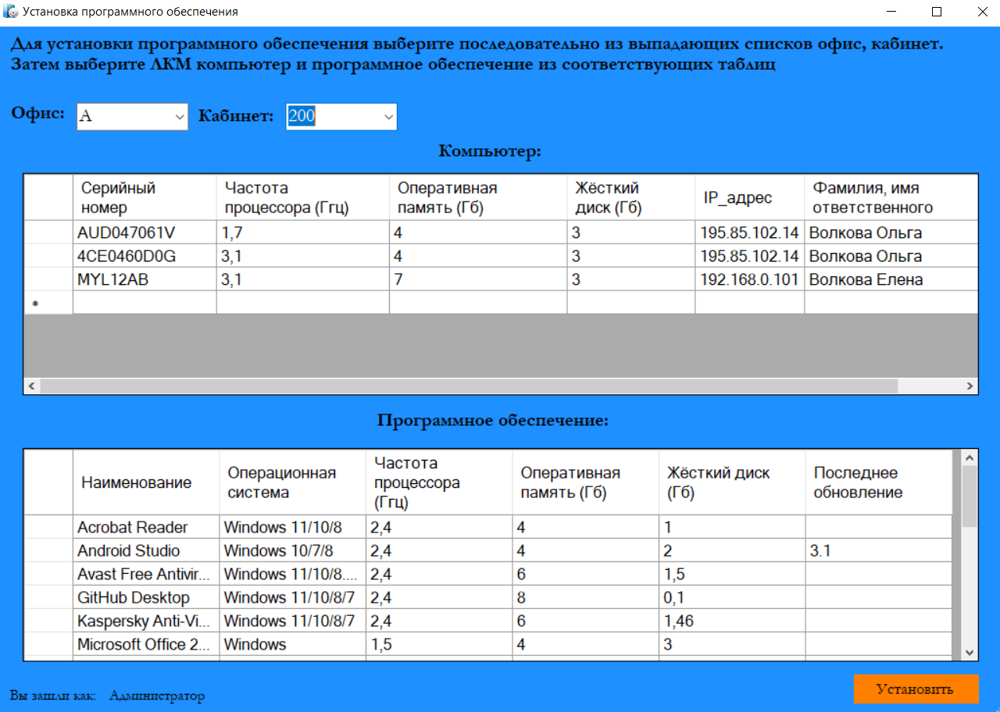 Установка программного обеспечения
Для установки программного обеспечения выберите последовательно из выпадающих списков офис, кабинет.
Затем выберите ЛКМ компьютер и программное обеспечение из соответствующих таблиц
Офис: A Кабинет: 200
Компьютер:
Серийный номер Частота процессора (Ггц) Оперативная память (Гб) Жёсткий диск (Гб) IP_адрес Фамилия, имя ответственного
AUD047061V 1,7 4 3 195.85.102.14 Волкова Ольга
4CE0460D0G 3,1 4 3 195.85.102.14 Волкова Ольга
MYL12AB 3,1 7 3 192.168.0.101 Волкова Елена
*
Программное обеспечение:
Наименование Операционная система Частота процессора (Ггц) Оперативная память (Гб) Жёсткий диск (Гб) Последнее обновление
Acrobat Reader Windows 11/10/8 2,4 4 1
Android Studio Windows 10/7/8 2,4 4 2 3.1
Avast Free Antivir... Windows 11/10/8.... 2,4 6 1,5
GitHub Desktop Windows 11/10/8/7 2,4 8 0,1
Kaspersky Anti-Vi... Windows 11/10/8/7 2,4 6 1,46
Microsoft Office 2... Windows 1,5 4 3
Вы зашли как: Администратор
Установить